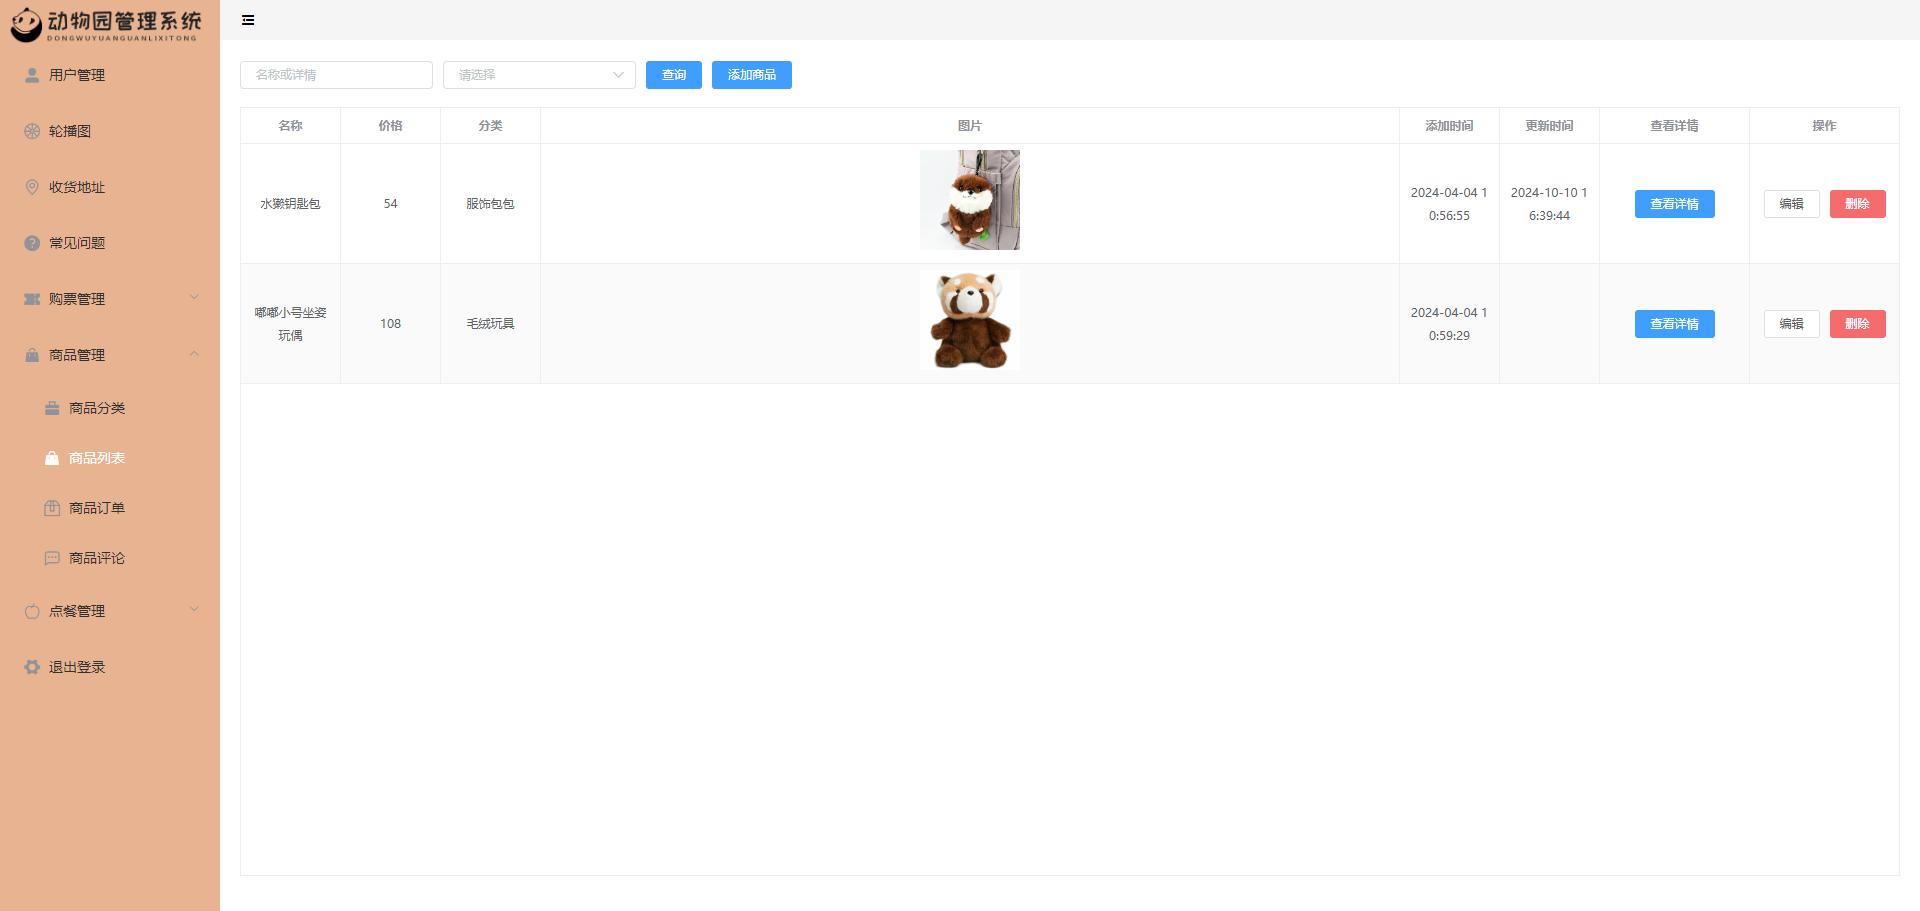 动物园管理系统
DONGWUYUANGUANLIXITONG
用户管理
轮播图
收货地址
常见问题
购票管理
商品管理
商品分类
商品列表
商品订单
商品评论
点餐管理
退出登录
名称或详情 请选择 查询 添加商品
名称 价格 分类 图片 添加时间 更新时间 查看详情 操作
水獭钥匙包 54 服饰包包 2024-04-04 1 2024-10-10 1 查看详情 编辑 删除
0:56:55 6:39:44
嘟嘟小号坐姿 108 毛绒玩具 2024-04-04 1 查看详情 编辑 删除
玩偶 0:59:29